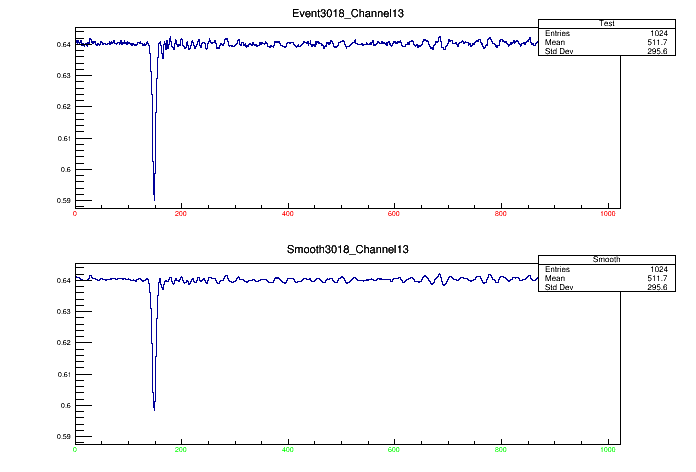 Event3018_Channel13
Test
Entries 1024
Mean 511.7
Std Dev 295.6
0.64
0.63
0.62
0.61
0.6
0.59
0 200 400 600 800 1000
Smooth3018_Channel13
Smooth
Entries 1024
Mean 511.7
Std Dev 295.6
0.64
0.63
0.62
0.61
0.6
0.59
0 200 400 600 800 1000